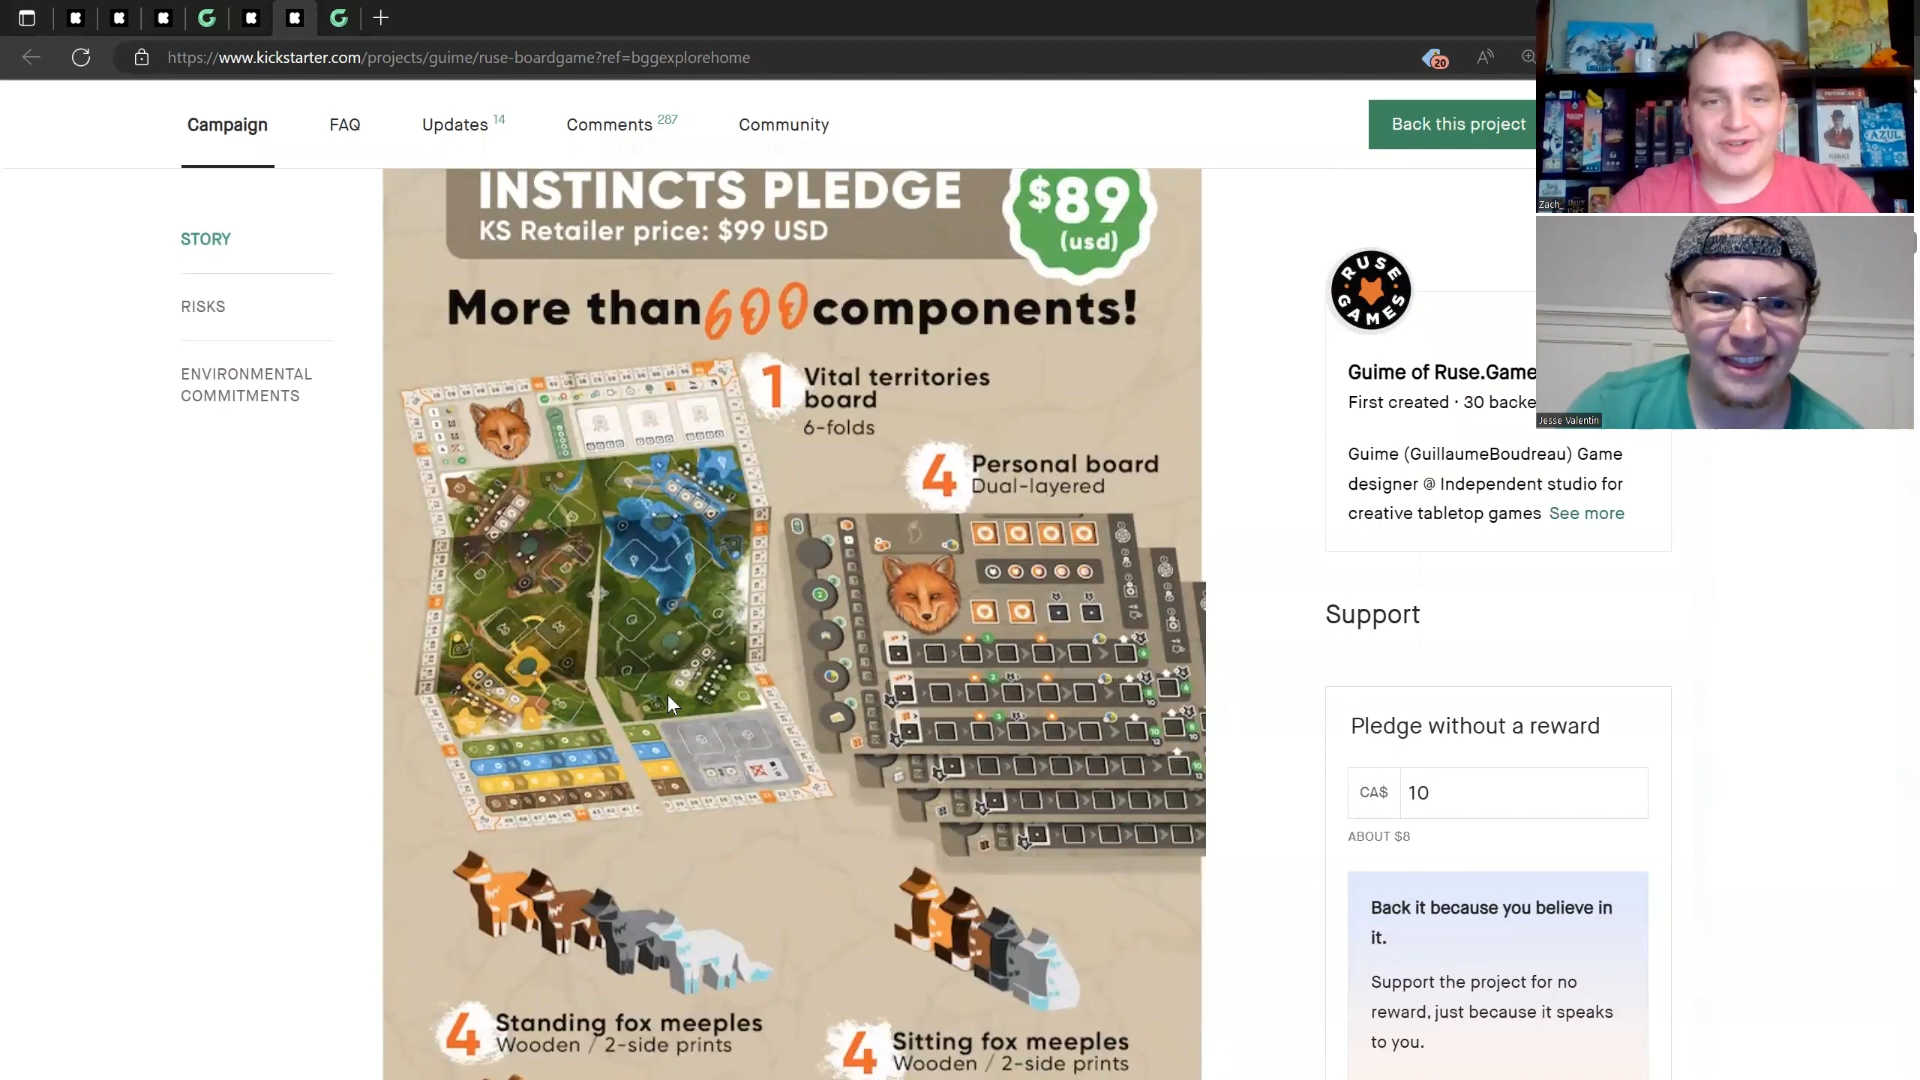 https://www.kickstarter.com/projects/guime/ruse-boardgame?ref=bggexplorehome
20
Campaign
FAQ
Updates 14
Comments 287
Community
Back this project
STORY
RISKS
ENVIRONMENTAL
COMMITMENTS
INSTINCTS PLEDGE
KS Retailer price: $99 USD
$89
(usd)
More than 600 components!
1
Vital territories
board
6-folds
4
Personal board
Dual-layered
4
Standing fox meeples
Wooden / 2-side prints
4
Sitting fox meeples
Wooden / 2-side prints
RUSE
GAMES
Guime of Ruse.Game
First created · 30 backe
Guime (GuillaumeBoudreau) Game
designer @ Independent studio for
creative tabletop games See more
Support
Pledge without a reward
CA$ 10
ABOUT $8
Back it because you believe in
it.
Support the project for no
reward, just because it speaks
to you.
Zach_
AZUL
Jesse Valentin